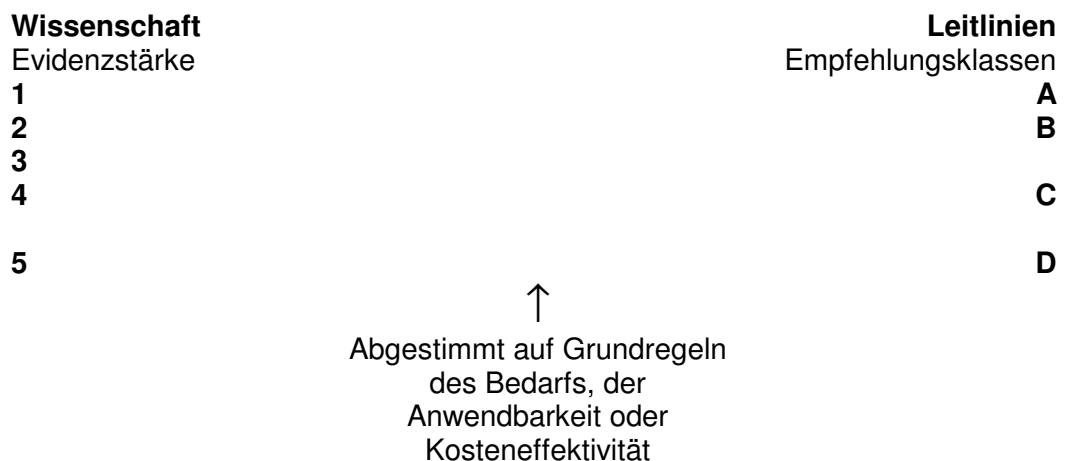 Wissenschaft Leitlinien
Evidenzstärke Empfehlungsklassen
1 A
2 B
3
4 C
5 D
↑
Abgestimmt auf Grundregeln
des Bedarfs, der
Anwendbarkeit oder
Kosteneffektivität